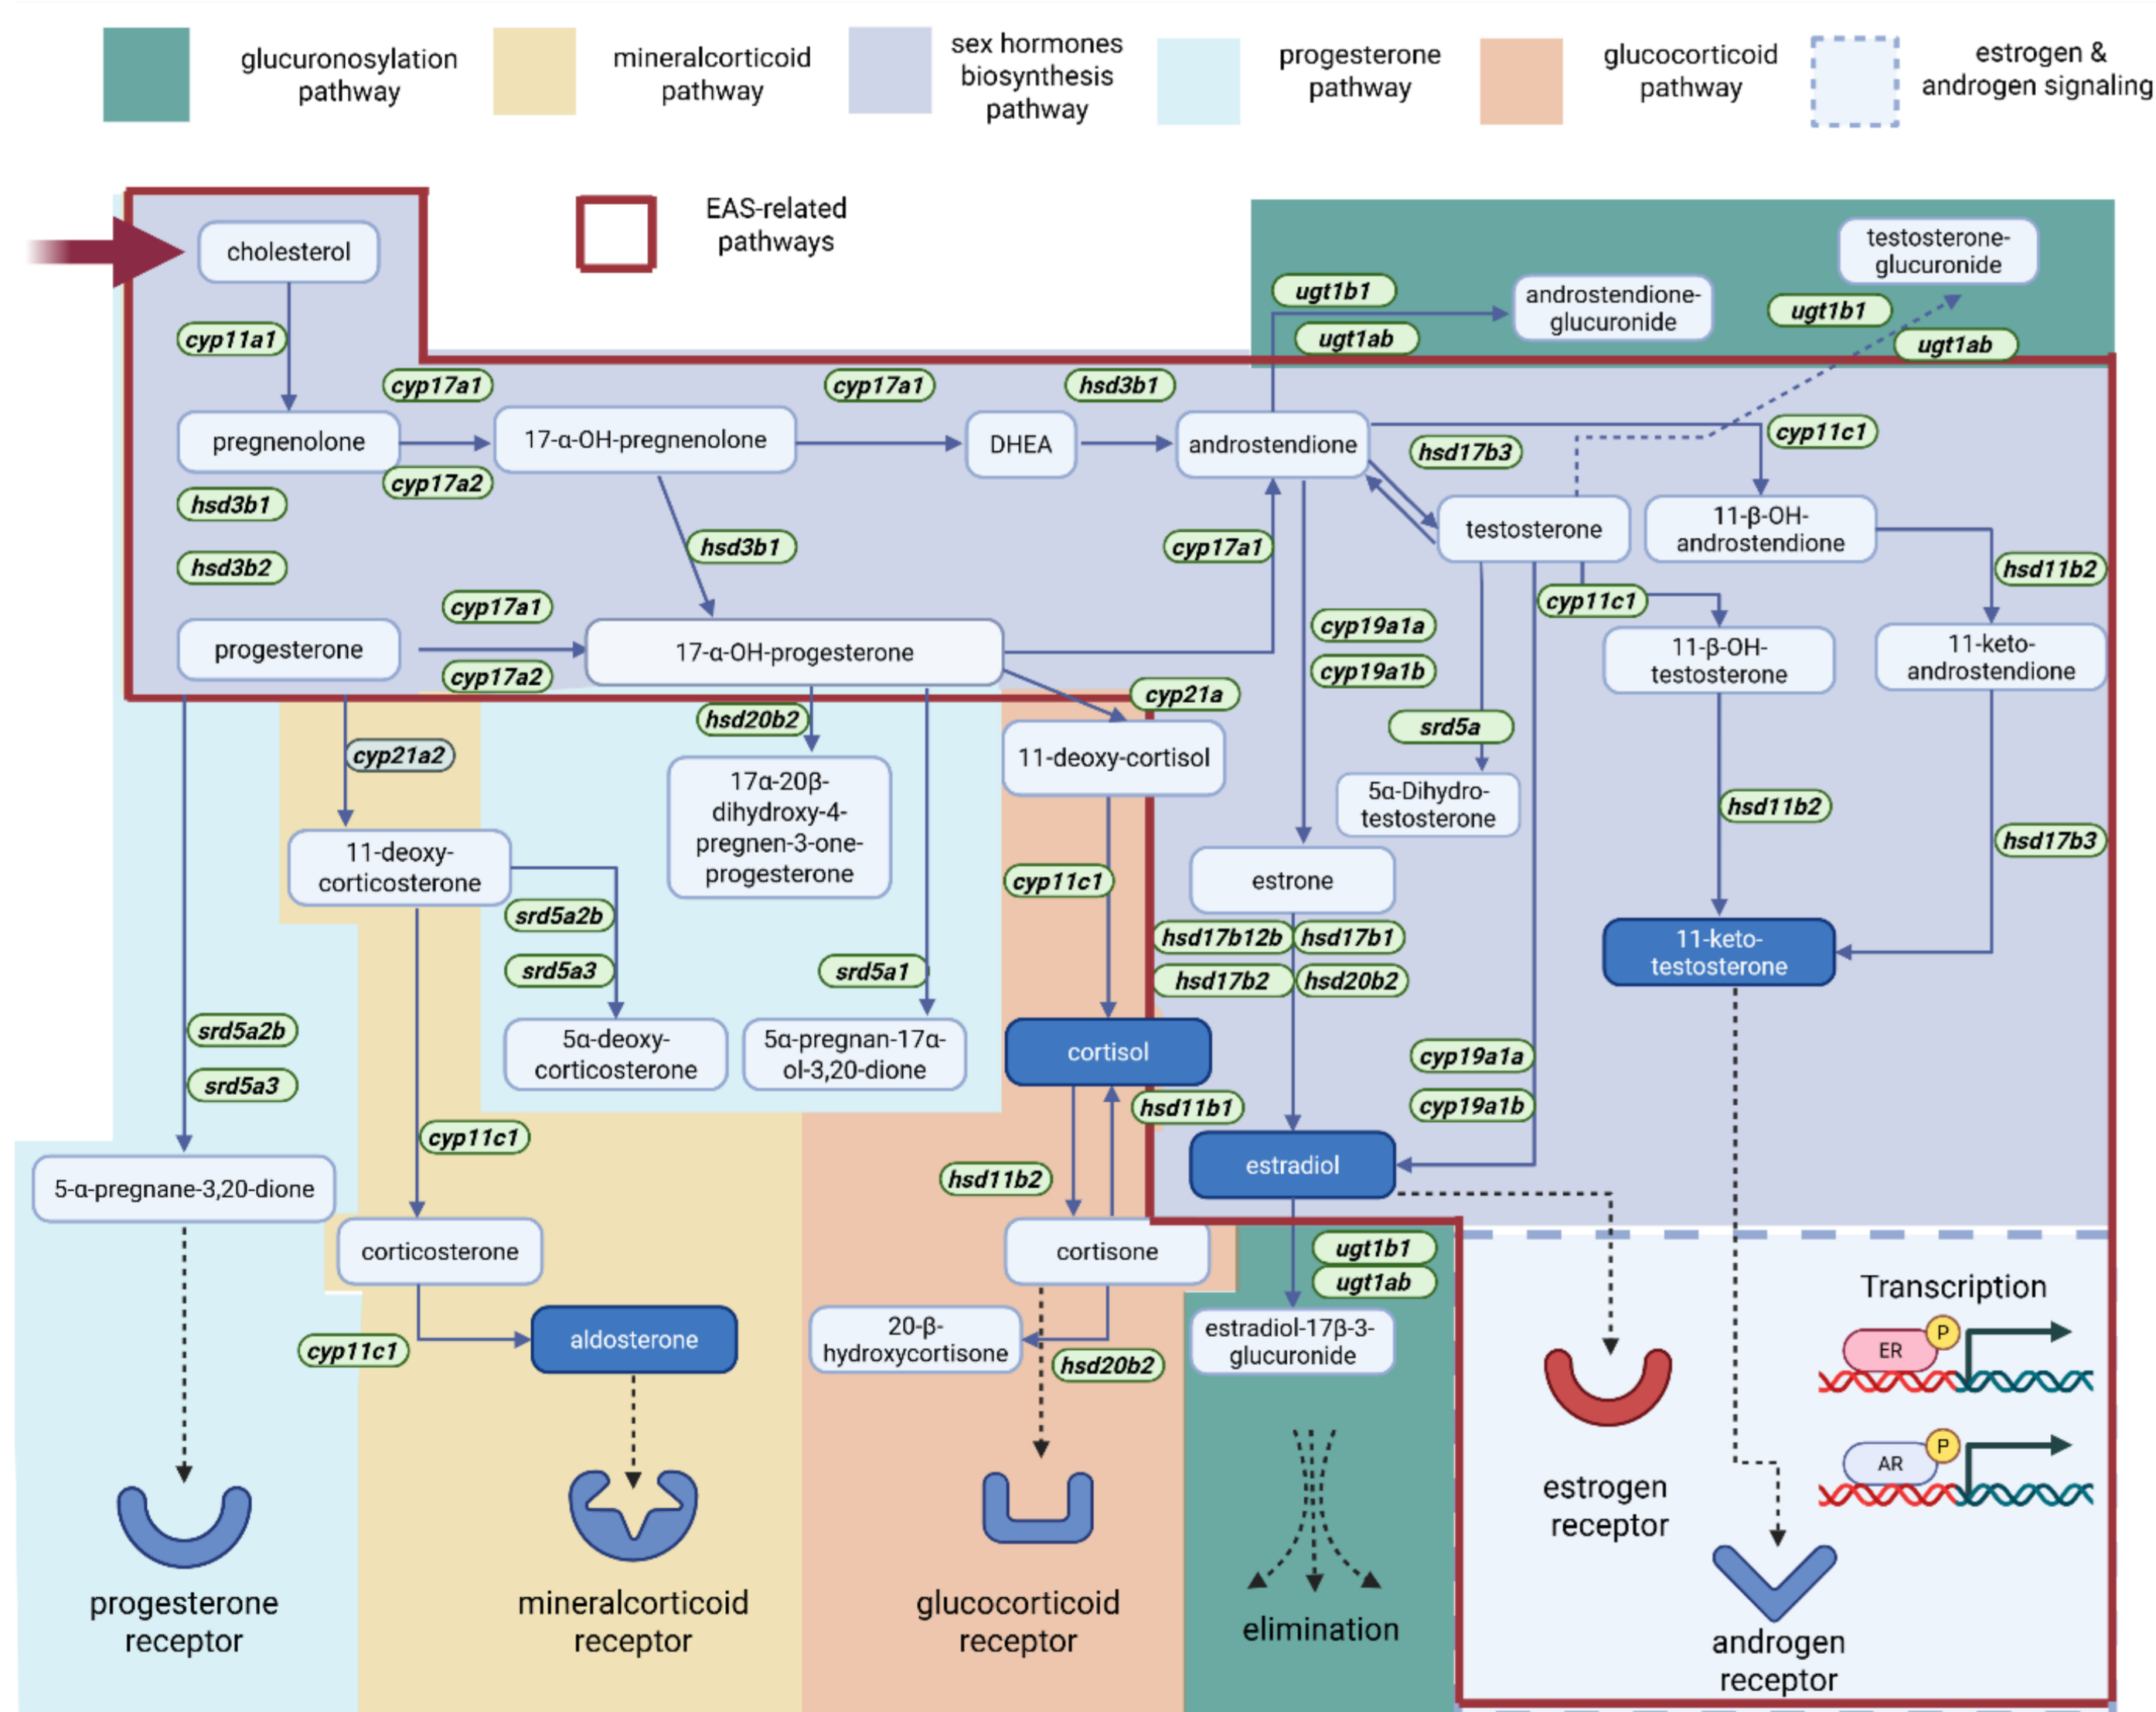 glucuronosylation
pathway
mineralcorticoid
pathway
sex hormones
biosynthesis
pathway
progesterone
pathway
glucocorticoid
pathway
estrogen &
androgen signaling
EAS-related
pathways
cholesterol
cyp11a1
ugt1b1
ugt1ab
androstendione-
glucuronide
testosterone-
glucuronide
ugt1b1
ugt1ab
cyp17a1
cyp17a1
hsd3b1
pregnenolone
17-α-OH-pregnenolone
DHEA
androstendione
hsd17b3
cyp11c1
cyp17a2
hsd3b1
hsd3b2
hsd3b1
cyp17a1
testosterone
11-β-OH-
androstendione
hsd11b2
cyp17a1
cyp11c1
cyp19a1a
cyp19a1b
progesterone
17-α-OH-progesterone
11-β-OH-
testosterone
11-keto-
androstendione
cyp17a2
cyp21a
hsd20b2
srd5a
cyp21a2
11-deoxy-cortisol
17α-20β-
dihydroxy-4-
pregnen-3-one-
progesterone
5α-Dihydro-
testosterone
hsd11b2
hsd17b3
11-deoxy-
corticosterone
cyp11c1
estrone
srd5a2b
srd5a3
srd5a1
hsd17b12b
hsd17b1
hsd17b2
hsd20b2
11-keto-
testosterone
srd5a2b
srd5a3
5α-deoxy-
corticosterone
5α-pregnan-17α-
ol-3,20-dione
cortisol
cyp19a1a
cyp19a1b
hsd11b1
cyp11c1
hsd11b2
estradiol
5-α-pregnane-3,20-dione
corticosterone
cortisone
ugt1b1
ugt1ab
cyp11c1
aldosterone
20-β-
hydroxycortisone
hsd20b2
estradiol-17β-3-
glucuronide
Transcription
ER
P
AR
P
estrogen
receptor
progesterone
receptor
mineralcorticoid
receptor
glucocorticoid
receptor
elimination
androgen
receptor